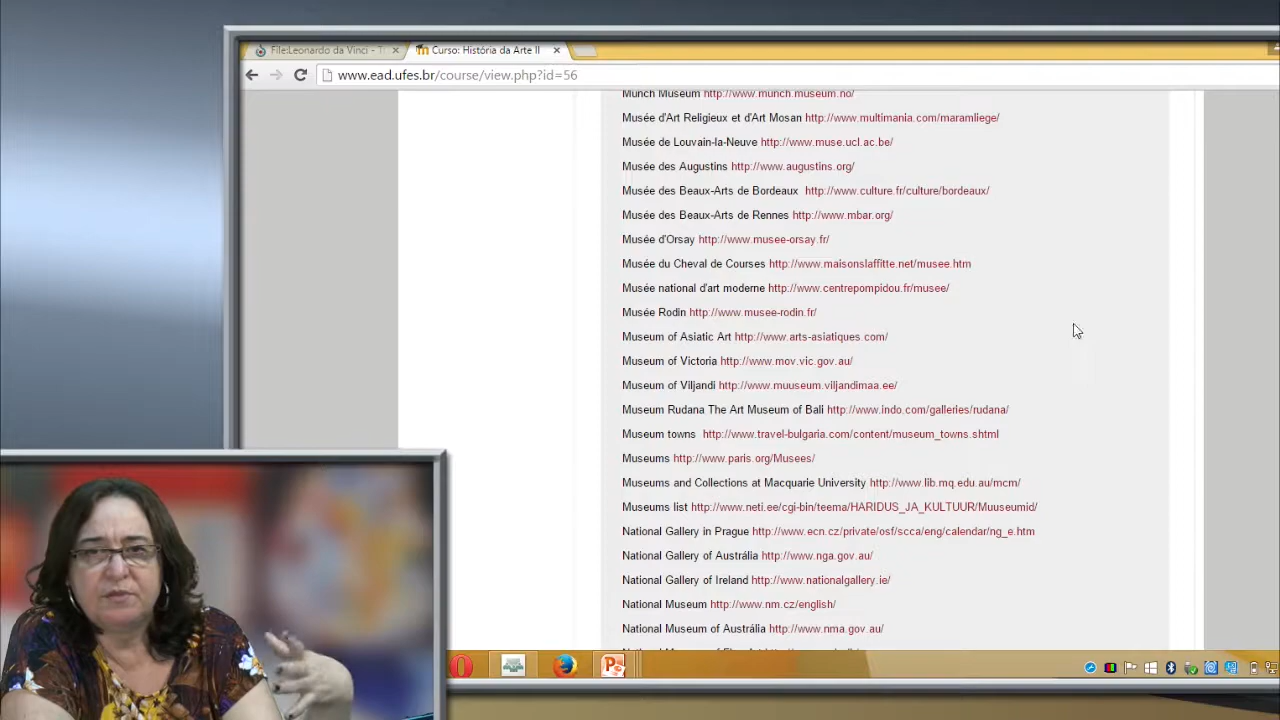 File:Leonardo da Vinci -
Curso: História da Arte II
www.ead.ufes.br/course/view.php?id=56
Munch Museum http://www.munch.museum.no/
Musée d'Art Religieux et d'Art Mosan http://www.multimania.com/maramliege/
Musée de Louvain-la-Neuve http://www.muse.ucl.ac.be/
Musée des Augustins http://www.augustins.org/
Musée des Beaux-Arts de Bordeaux http://www.culture.fr/culture/bordeaux/
Musée des Beaux-Arts de Rennes http://www.mbar.org/
Musée d'Orsay http://www.musee-orsay.fr/
Musée du Cheval de Courses http://www.maisonslaffitte.net/musee.htm
Musée national d'art moderne http://www.centrepompidou.fr/musee/
Musée Rodin http://www.musee-rodin.fr/
Museum of Asiatic Art http://www.arts-asiatiques.com/
Museum of Victoria http://www.mov.vic.gov.au/
Museum of Viljandi http://www.muuseum.viljandimaa.ee/
Museum Rudana The Art Museum of Bali http://www.indo.com/galleries/rudana/
Museum towns http://www.travel-bulgaria.com/content/museum_towns.shtml
Museums http://www.paris.org/Musees/
Museums and Collections at Macquarie University http://www.lib.mq.edu.au/mcm/
Museums list http://www.neti.ee/cgi-bin/teema/HARIDUS_JA_KULTUUR/Muuseumid/
National Gallery in Prague http://www.ecn.cz/private/osf/scca/eng/calendar/ng_e.htm
National Gallery of Austrália http://www.nga.gov.au/
National Gallery of Ireland http://www.nationalgallery.ie/
National Museum http://www.nm.cz/english/
National Museum of Austrália http://www.nma.gov.au/